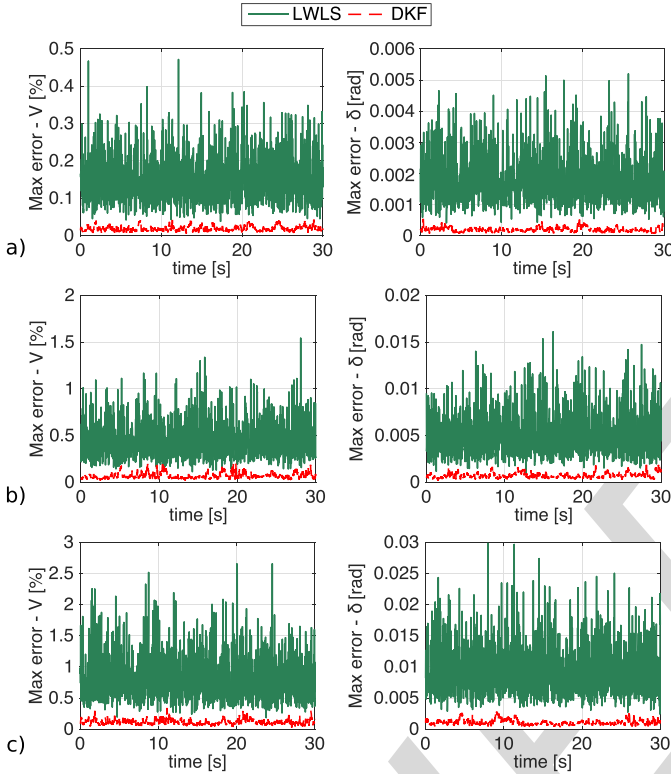 LWLS DKF
Max error - V [%]
0.5
0.4
0.3
0.2
0.1
0
0 10 20 30
time [s]
Max error - δ [rad]
0.006
0.005
0.004
0.003
0.002
0.001
0
0 10 20 30
time [s]
a)
Max error - V [%]
2
1.5
1
0.5
0
0 10 20 30
time [s]
Max error - δ [rad]
0.02
0.015
0.01
0.005
0
0 10 20 30
time [s]
b)
Max error - V [%]
3
2.5
2
1.5
1
0.5
0
0 10 20 30
time [s]
Max error - δ [rad]
0.03
0.025
0.02
0.015
0.01
0.005
0
0 10 20 30
time [s]
c)